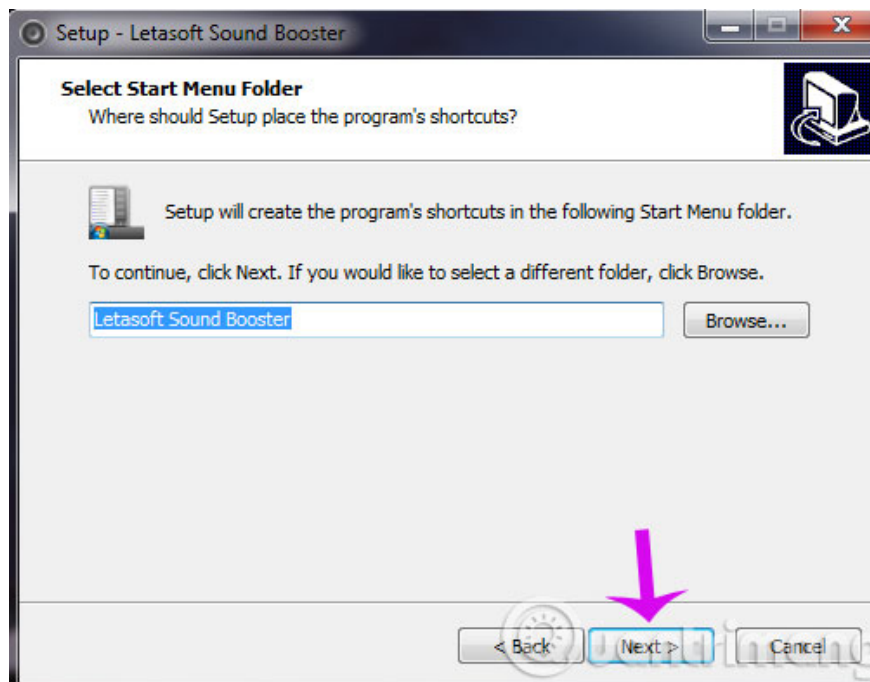 Setup - Letasoft Sound Booster
Select Start Menu Folder
Where should Setup place the program's shortcuts?
Setup will create the program's shortcuts in the following Start Menu folder.
To continue, click Next. If you would like to select a different folder, click Browse.
Letasoft Sound Booster
Browse...
< Back
Next >
Cancel